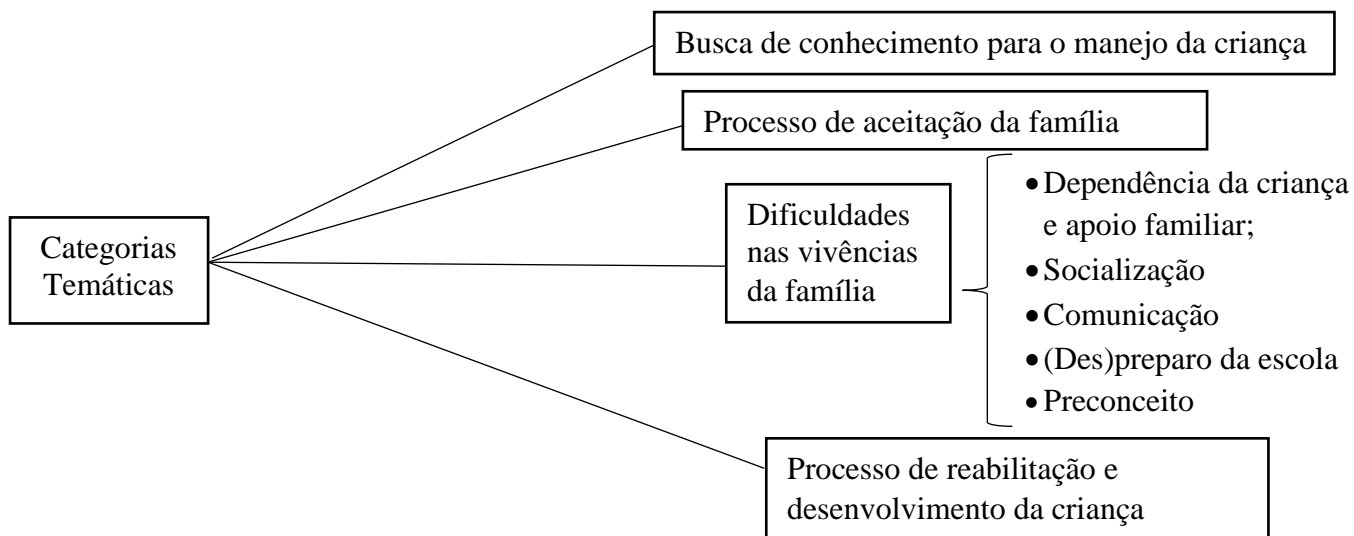 Busca de conhecimento para o manejo da criança
Processo de aceitação da família
Categorias
Temáticas
Dificuldades
nas vivências
da família
•Dependência da criança
e apoio familiar;
•Socialização
•Comunicação
•(Des)preparo da escola
•Preconceito
Processo de reabilitação e
desenvolvimento da criança